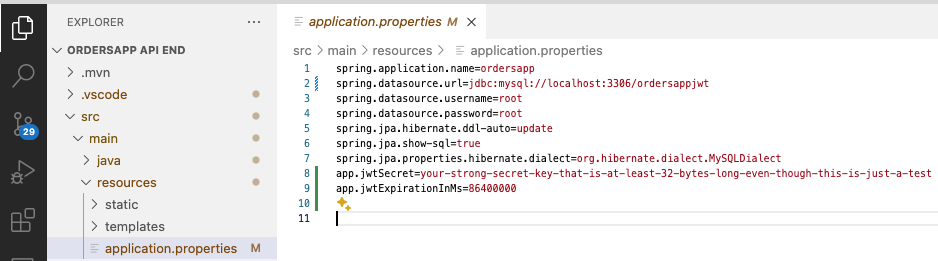 EXPLORER
ORDERSAPP API END
.mvn
.vscode
src
main
java
resources
static
templates
application.properties M
29
application.properties M
src > main > resources > application.properties
1 spring.application.name=ordersapp
2 spring.datasource.url=jdbc:mysql://localhost:3306/ordersappjwt
3 spring.datasource.username=root
4 spring.datasource.password=root
5 spring.jpa.hibernate.ddl-auto=update
6 spring.jpa.show-sql=true
7 spring.jpa.properties.hibernate.dialect=org.hibernate.dialect.MySQLDialect
8 app.jwtSecret=your-strong-secret-key-that-is-at-least-32-bytes-long-even-though-this-is-just-a-test
9 app.jwtExpirationInMs=86400000
10
11